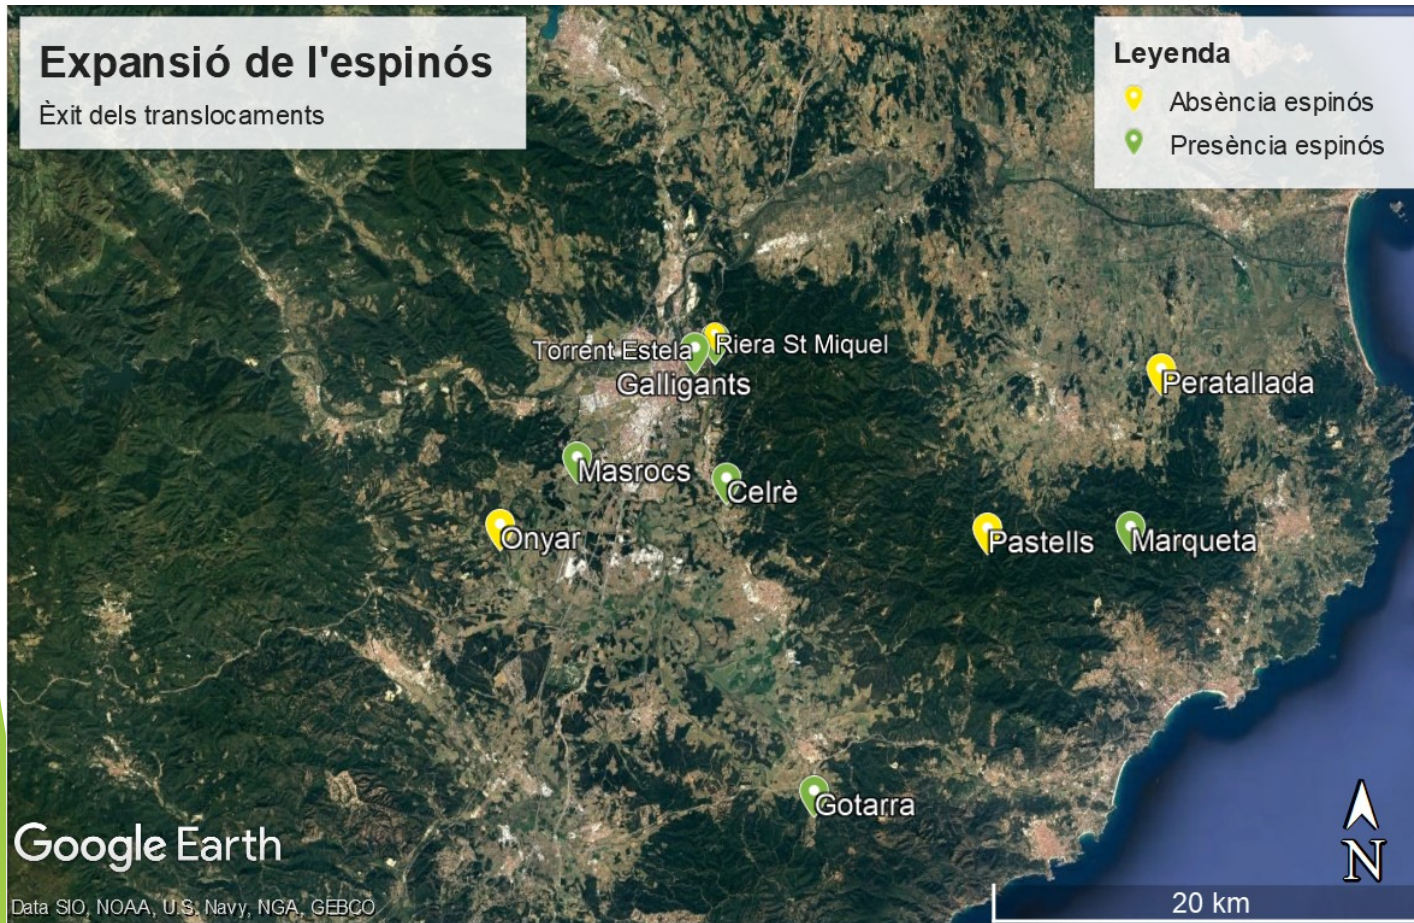 Expansió de l'espinós
Èxit dels translocaments
Leyenda
Absència espinós
Presència espinós
Torrent Estela
Riera St Miquel
Galligants
Peratallada
Masrocs
Celrè
Onyar
Pastells
Marqueta
Gotarra
Google Earth
N
Data SIO, NOAA, U.S. Navy, NGA, GEBCO
20 km